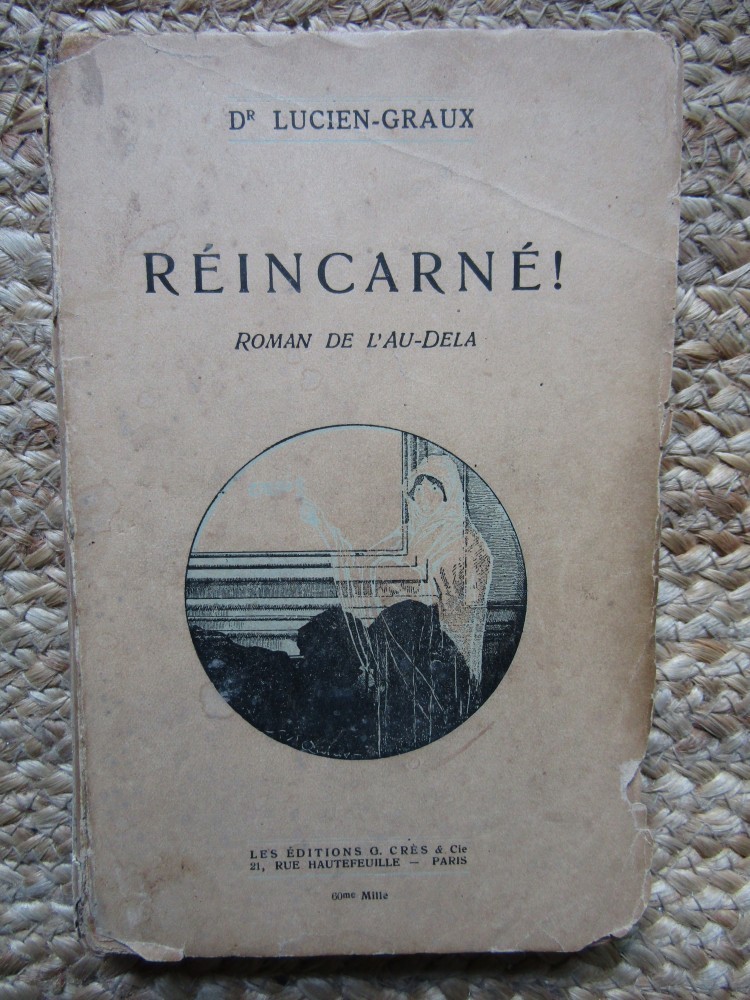 Dᴿ LUCIEN-GRAUX
RÉINCARNÉ!
ROMAN DE L'AU-DELA
LES ÉDITIONS G. CRÈS & Cie
21, RUE HAUTEFEUILLE — PARIS
60me Mille